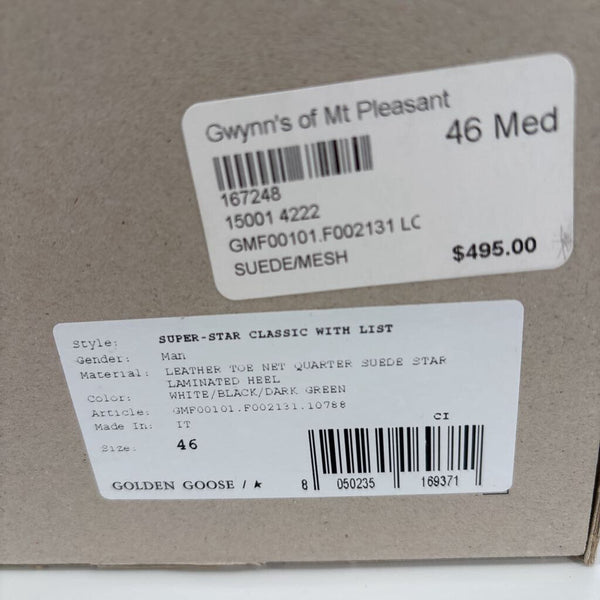 Gwynn's of Mt Pleasant
46 Med
167248
15001 4222
GMF00101.F002131 LC
SUEDE/MESH
$495.00
Style: SUPER-STAR CLASSIC WITH LIST
Gender: Man
Material: LEATHER TOE NET QUARTER SUEDE STAR
LAMINATED HEEL
Color: WHITE/BLACK/DARK GREEN
Article: GMF00101.F002131.10788
Made In: IT
CI
Size: 46
GOLDEN GOOSE /
8 050235 169371